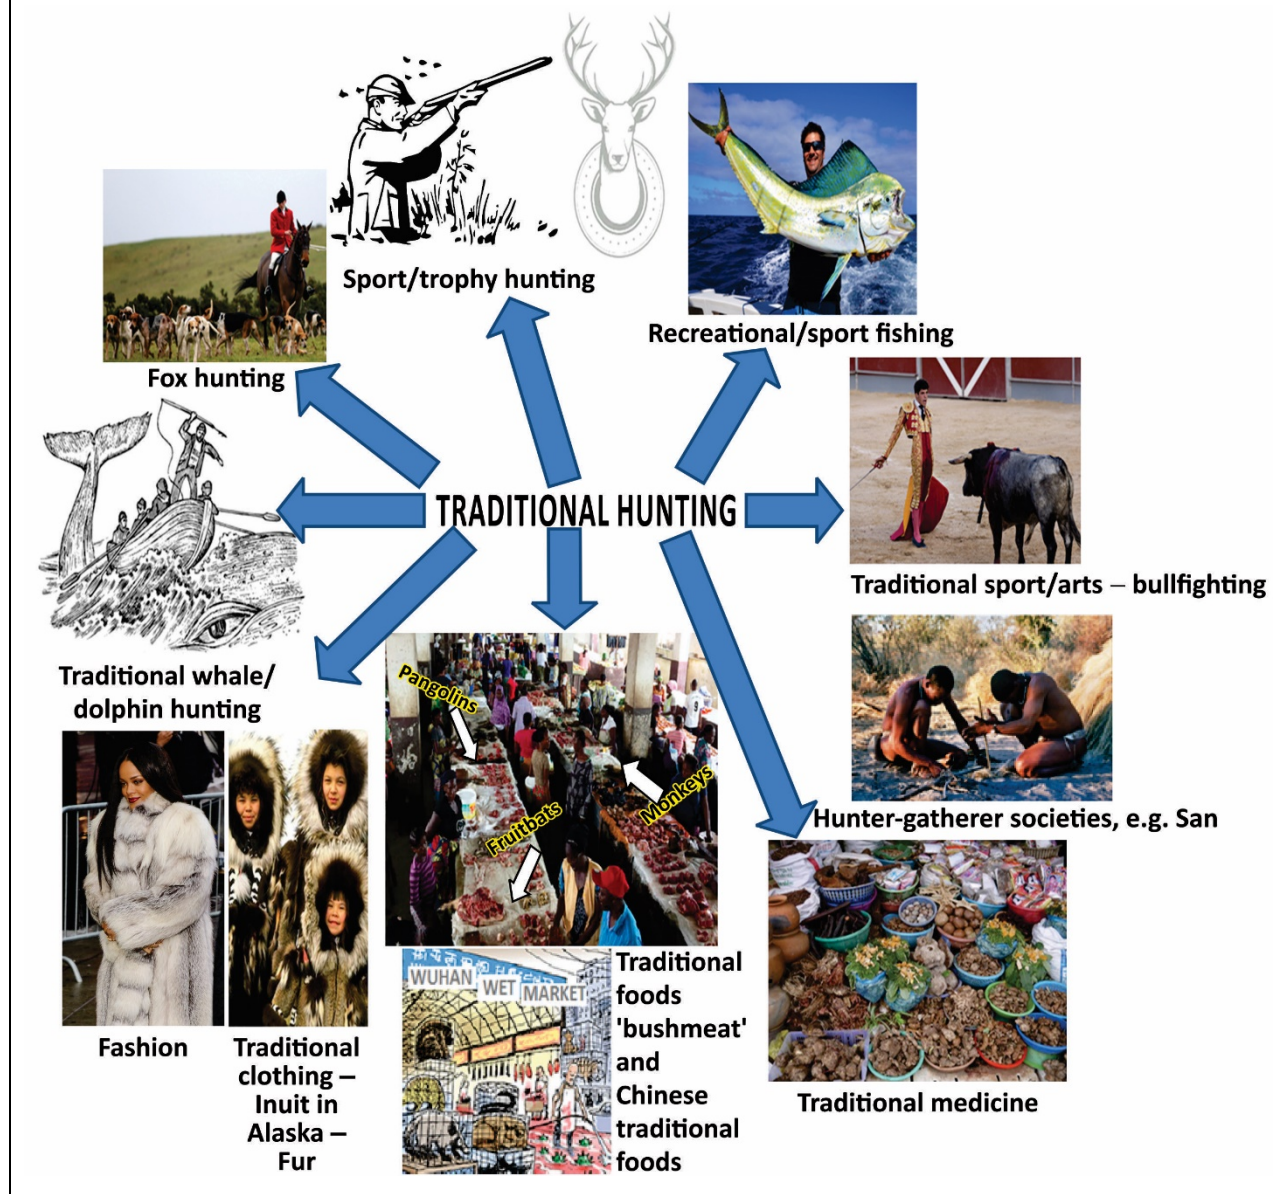 Sport/trophy hunting
Recreational/sport fishing
Fox hunting
TRADITIONAL HUNTING
Traditional sport/arts – bullfighting
Traditional whale/
dolphin hunting
Pangolins
Monkeys
Fruitbats
Hunter-gatherer societies, e.g. San
WUHAN
WET
MARKET
Traditional
foods
'bushmeat'
and
Chinese
traditional
foods
Fashion
Traditional
clothing –
Inuit in
Alaska –
Fur
Traditional medicine